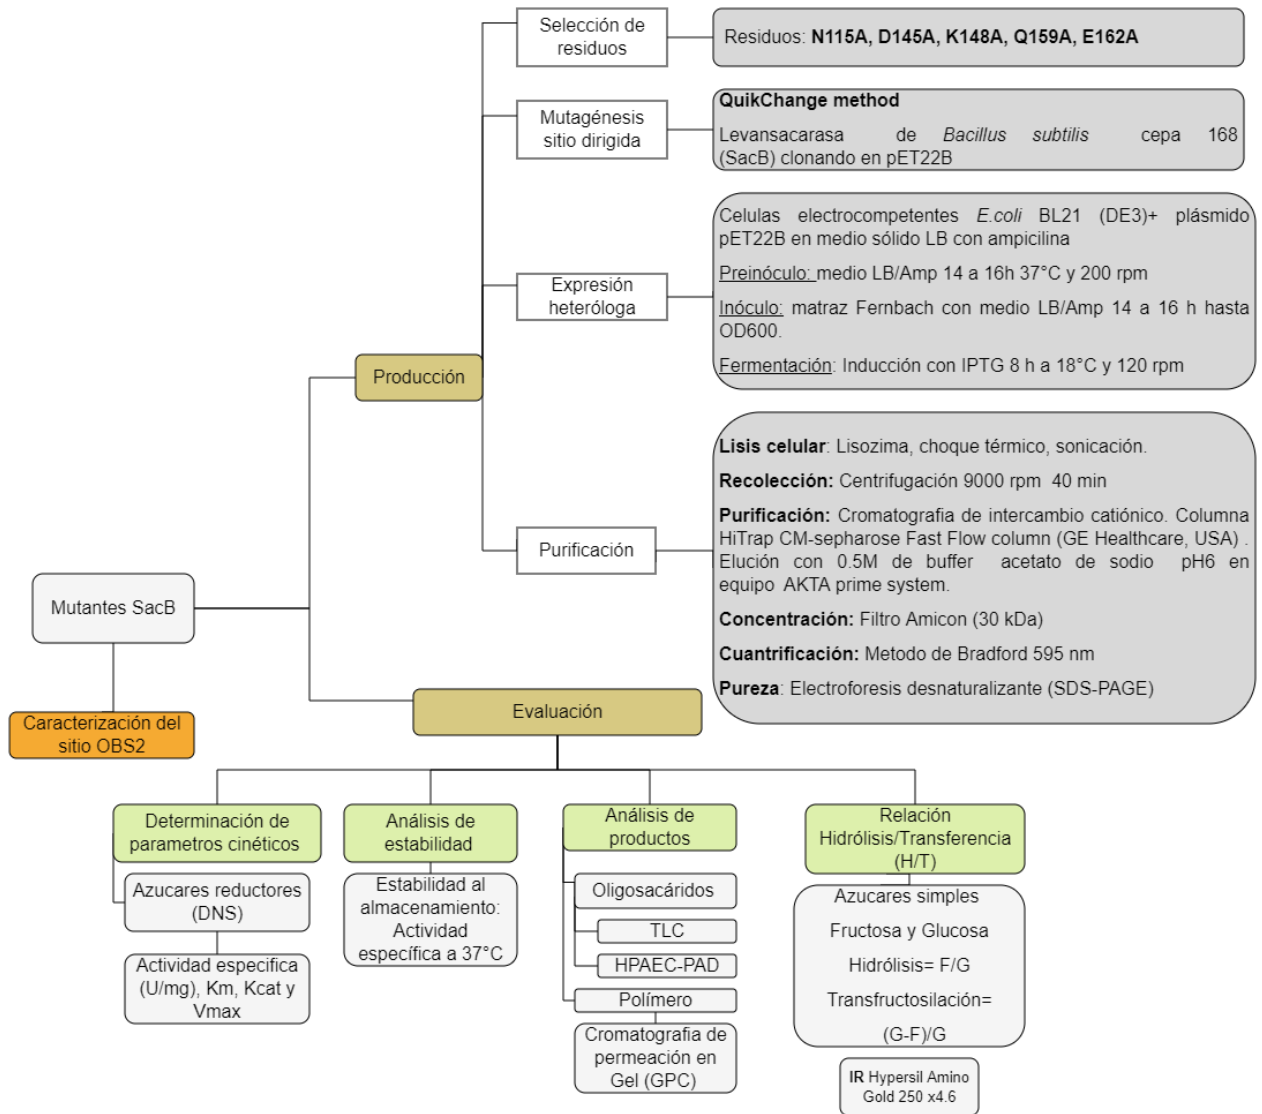 Selección de
residuos
Residuos: N115A, D145A, K148A, Q159A, E162A
Mutagénesis
sitio dirigida
QuikChange method
Levansacarasa de Bacillus subtilis cepa 168
(SacB) clonando en pET22B
Expresión
heteróloga
Celulas electrocompetentes E.coli BL21 (DE3)+ plásmido
pET22B en medio sólido LB con ampicilina
Preinóculo: medio LB/Amp 14 a 16h 37°C y 200 rpm
Inóculo: matraz Fernbach con medio LB/Amp 14 a 16 h hasta
OD600.
Fermentación: Inducción con IPTG 8 h a 18°C y 120 rpm
Producción
Purificación
Lisis celular: Lisozima, choque térmico, sonicación.
Recolección: Centrifugación 9000 rpm 40 min
Purificación: Cromatografia de intercambio catiónico. Columna
HiTrap CM-sepharose Fast Flow column (GE Healthcare, USA) .
Elución con 0.5M de buffer acetato de sodio pH6 en
equipo AKTA prime system.
Concentración: Filtro Amicon (30 kDa)
Cuantrificación: Metodo de Bradford 595 nm
Pureza: Electroforesis desnaturalizante (SDS-PAGE)
Mutantes SacB
Caracterización del
sitio OBS2
Evaluación
Determinación de
parametros cinéticos
Azucares reductores
(DNS)
Actividad especifica
(U/mg), Km, Kcat y
Vmax
Análisis de
estabilidad
Estabilidad al
almacenamiento:
Actividad
específica a 37°C
Análisis de
productos
Oligosacáridos
TLC
HPAEC-PAD
Polímero
Cromatografia de
permeación en
Gel (GPC)
Relación
Hidrólisis/Transferencia
(H/T)
Azucares simples
Fructosa y Glucosa
Hidrólisis= F/G
Transfructosilación=
(G-F)/G
IR Hypersil Amino
Gold 250 x4.6